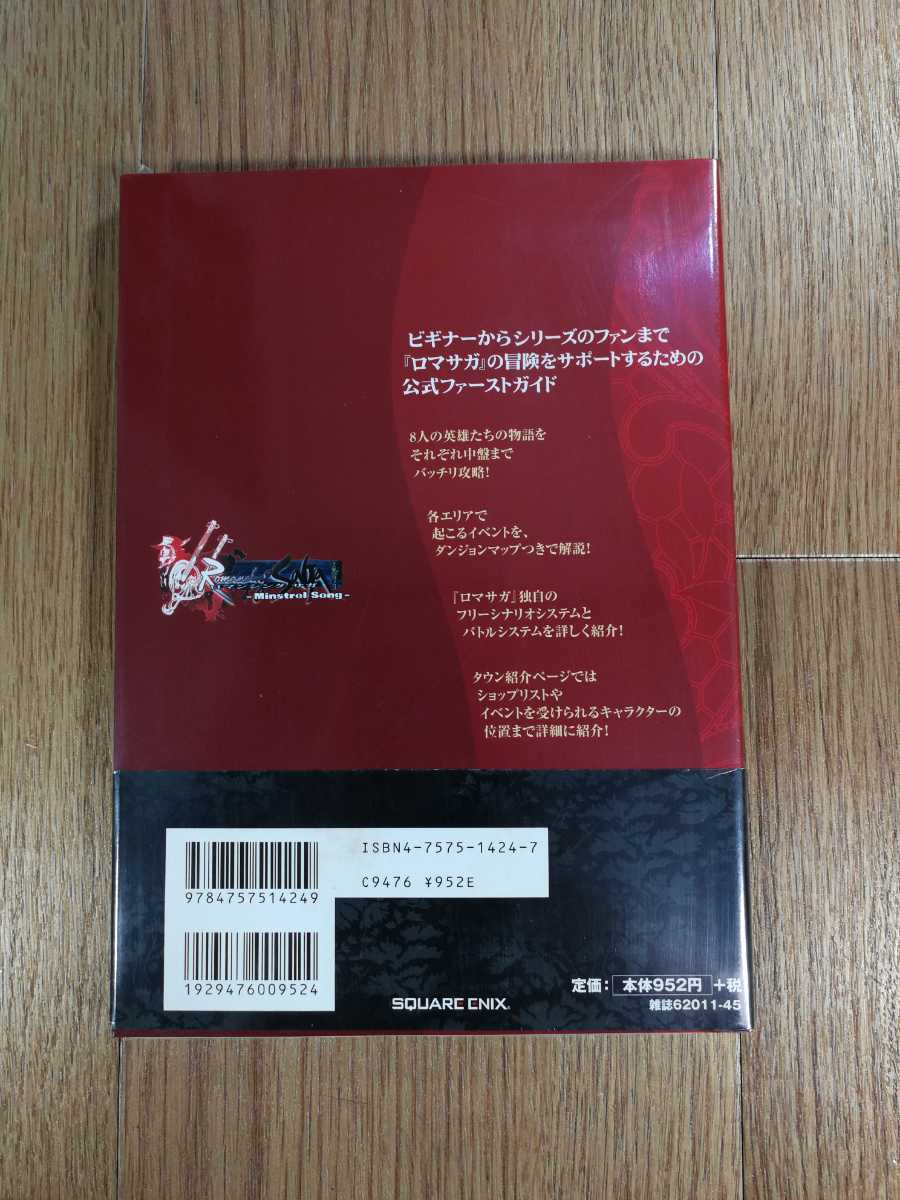 ビギナーからシリーズのファンまで
『ロマサガ』の冒険をサポートするための
公式ファーストガイド
8人の英雄たちの物語を
それぞれ中盤まで
バッチリ攻略!
各エリアで
起こるイベントを、
ダンジョンマップつきで解説!
『ロマサガ』独自の
フリーシナリオシステムと
バトルシステムを詳しく紹介!
タウン紹介ページでは
ショップリストや
イベントを受けられるキャラクターの
位置まで詳細に紹介!
Romancing SaGa
ロマンシング サ・ガ
- Minstrel Song -
ISBN4-7575-1424-7
C9476 ¥952E
9784757514249
1929476009524
SQUARE ENIX.
定価: 本体952円 +税
雑誌62011-45